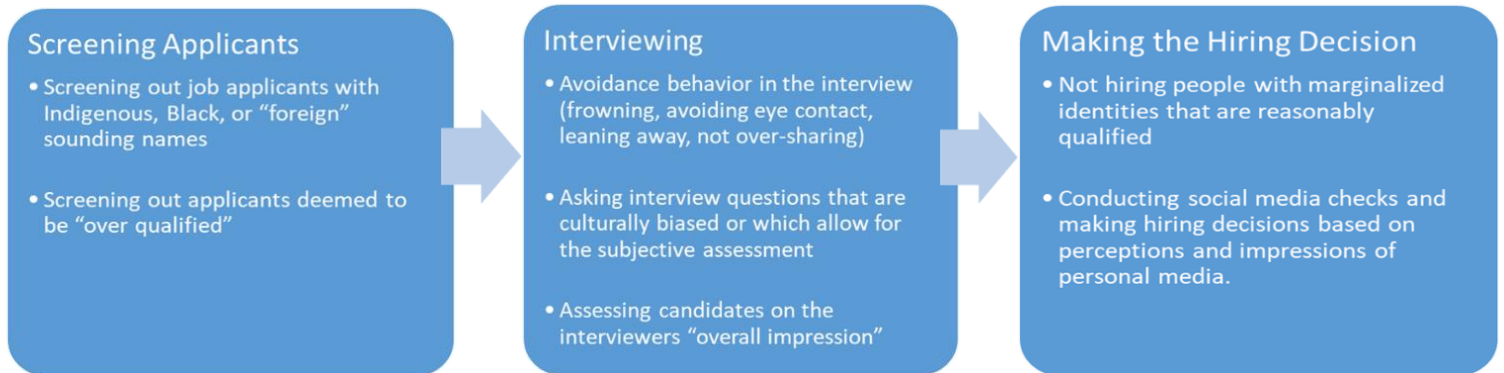 Screening Applicants
• Screening out job applicants with
Indigenous, Black, or “foreign”
sounding names
• Screening out applicants deemed to
be “over qualified”
Interviewing
• Avoidance behavior in the interview
(frowning, avoiding eye contact,
leaning away, not over-sharing)
• Asking interview questions that are
culturally biased or which allow for
the subjective assessment
• Assessing candidates on the
interviewers “overall impression”
Making the Hiring Decision
• Not hiring people with marginalized
identities that are reasonably
qualified
• Conducting social media checks and
making hiring decisions based on
perceptions and impressions of
personal media.